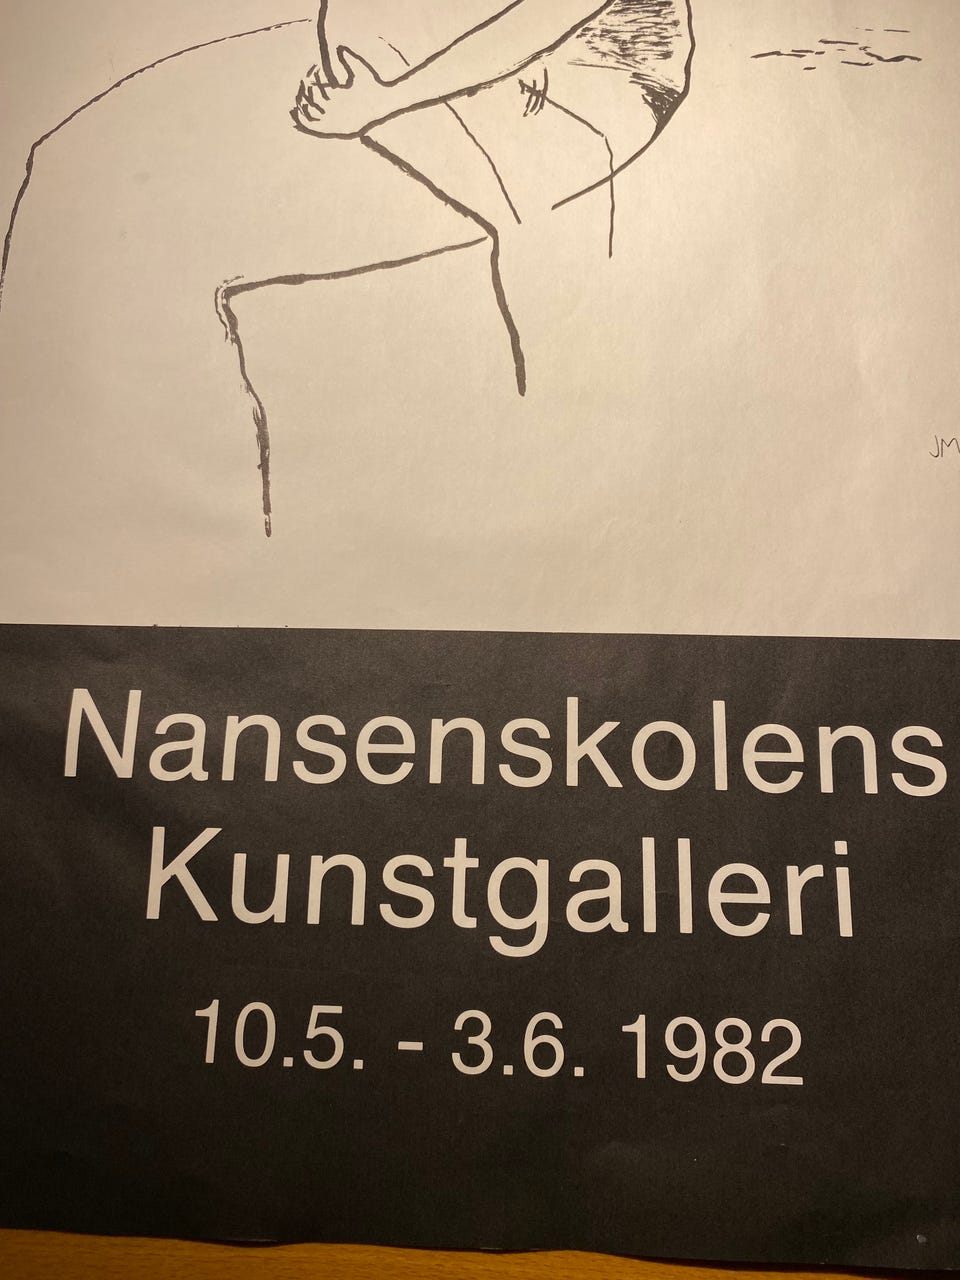 JM
Nansenskolens
Kunstgalleri
10.5. - 3.6. 1982